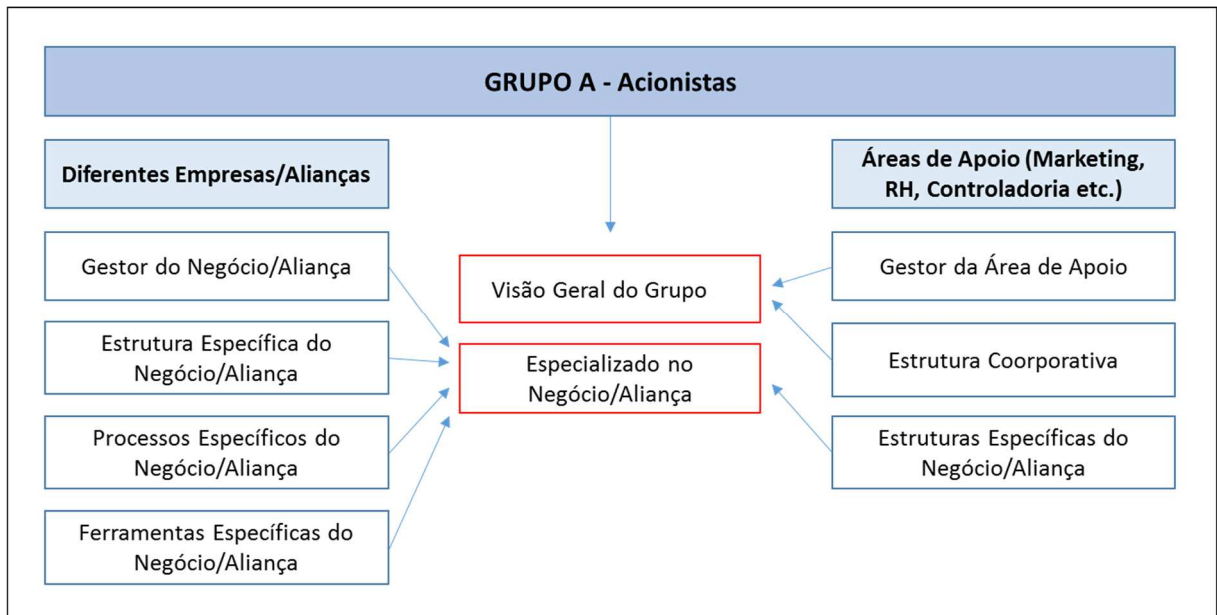 GRUPO A - Acionistas
Diferentes Empresas/Alianças
Gestor do Negócio/Aliança
Estrutura Específica do
Negócio/Aliança
Processos Específicos do
Negócio/Aliança
Ferramentas Específicas do
Negócio/Aliança
Visão Geral do Grupo
Especializado no
Negócio/Aliança
Áreas de Apoio (Marketing,
RH, Controladoria etc.)
Gestor da Área de Apoio
Estrutura Coorporativa
Estruturas Específicas do
Negócio/Aliança